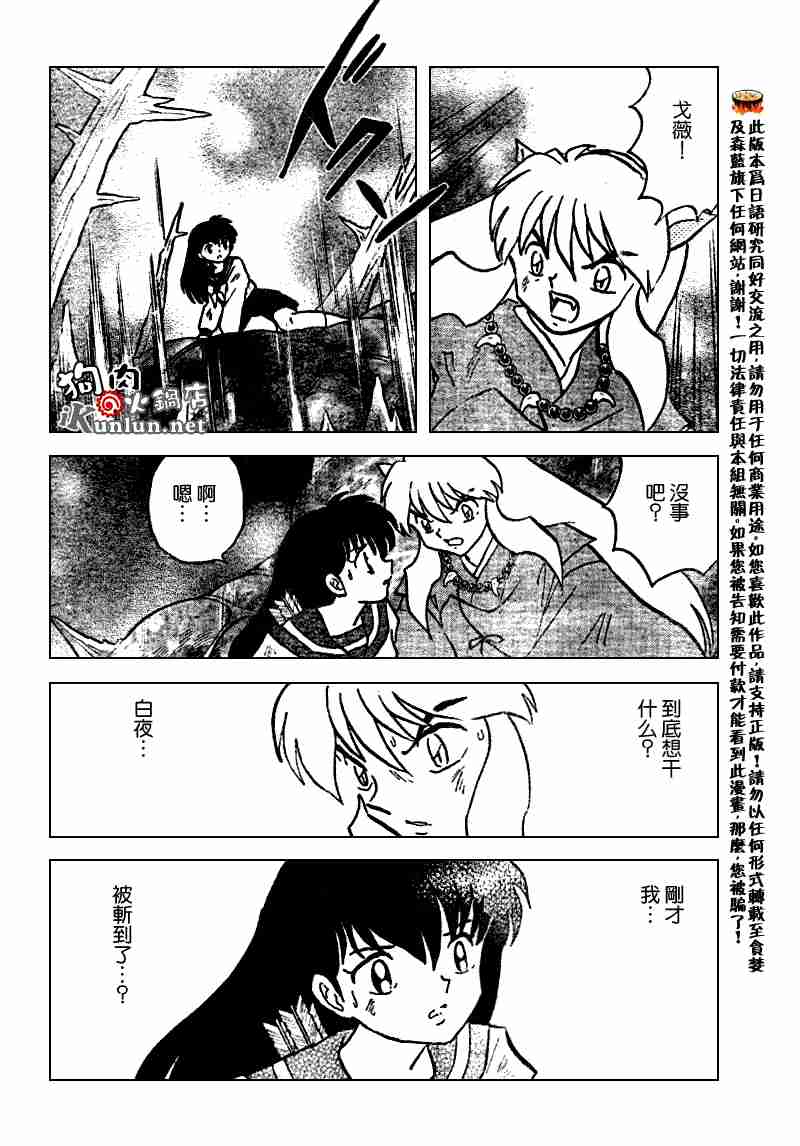 戈薇！
沒事
吧？
啊…
嗯…
到底想干
什么？
白夜…
剛才
我…
被斬到了…？
狗肉火鍋店
iKunlun.net
此版本爲日語研究同好交流之用，請勿用于任何商業用途。如您喜歡此作品，請支持正版！請勿以任何形式轉載至貪婪
及森藍旗下任何網站，謝謝！一切法律責任與本組無關。如果您被告知需要付款才能看到此漫畫，那麼，您被騙了！